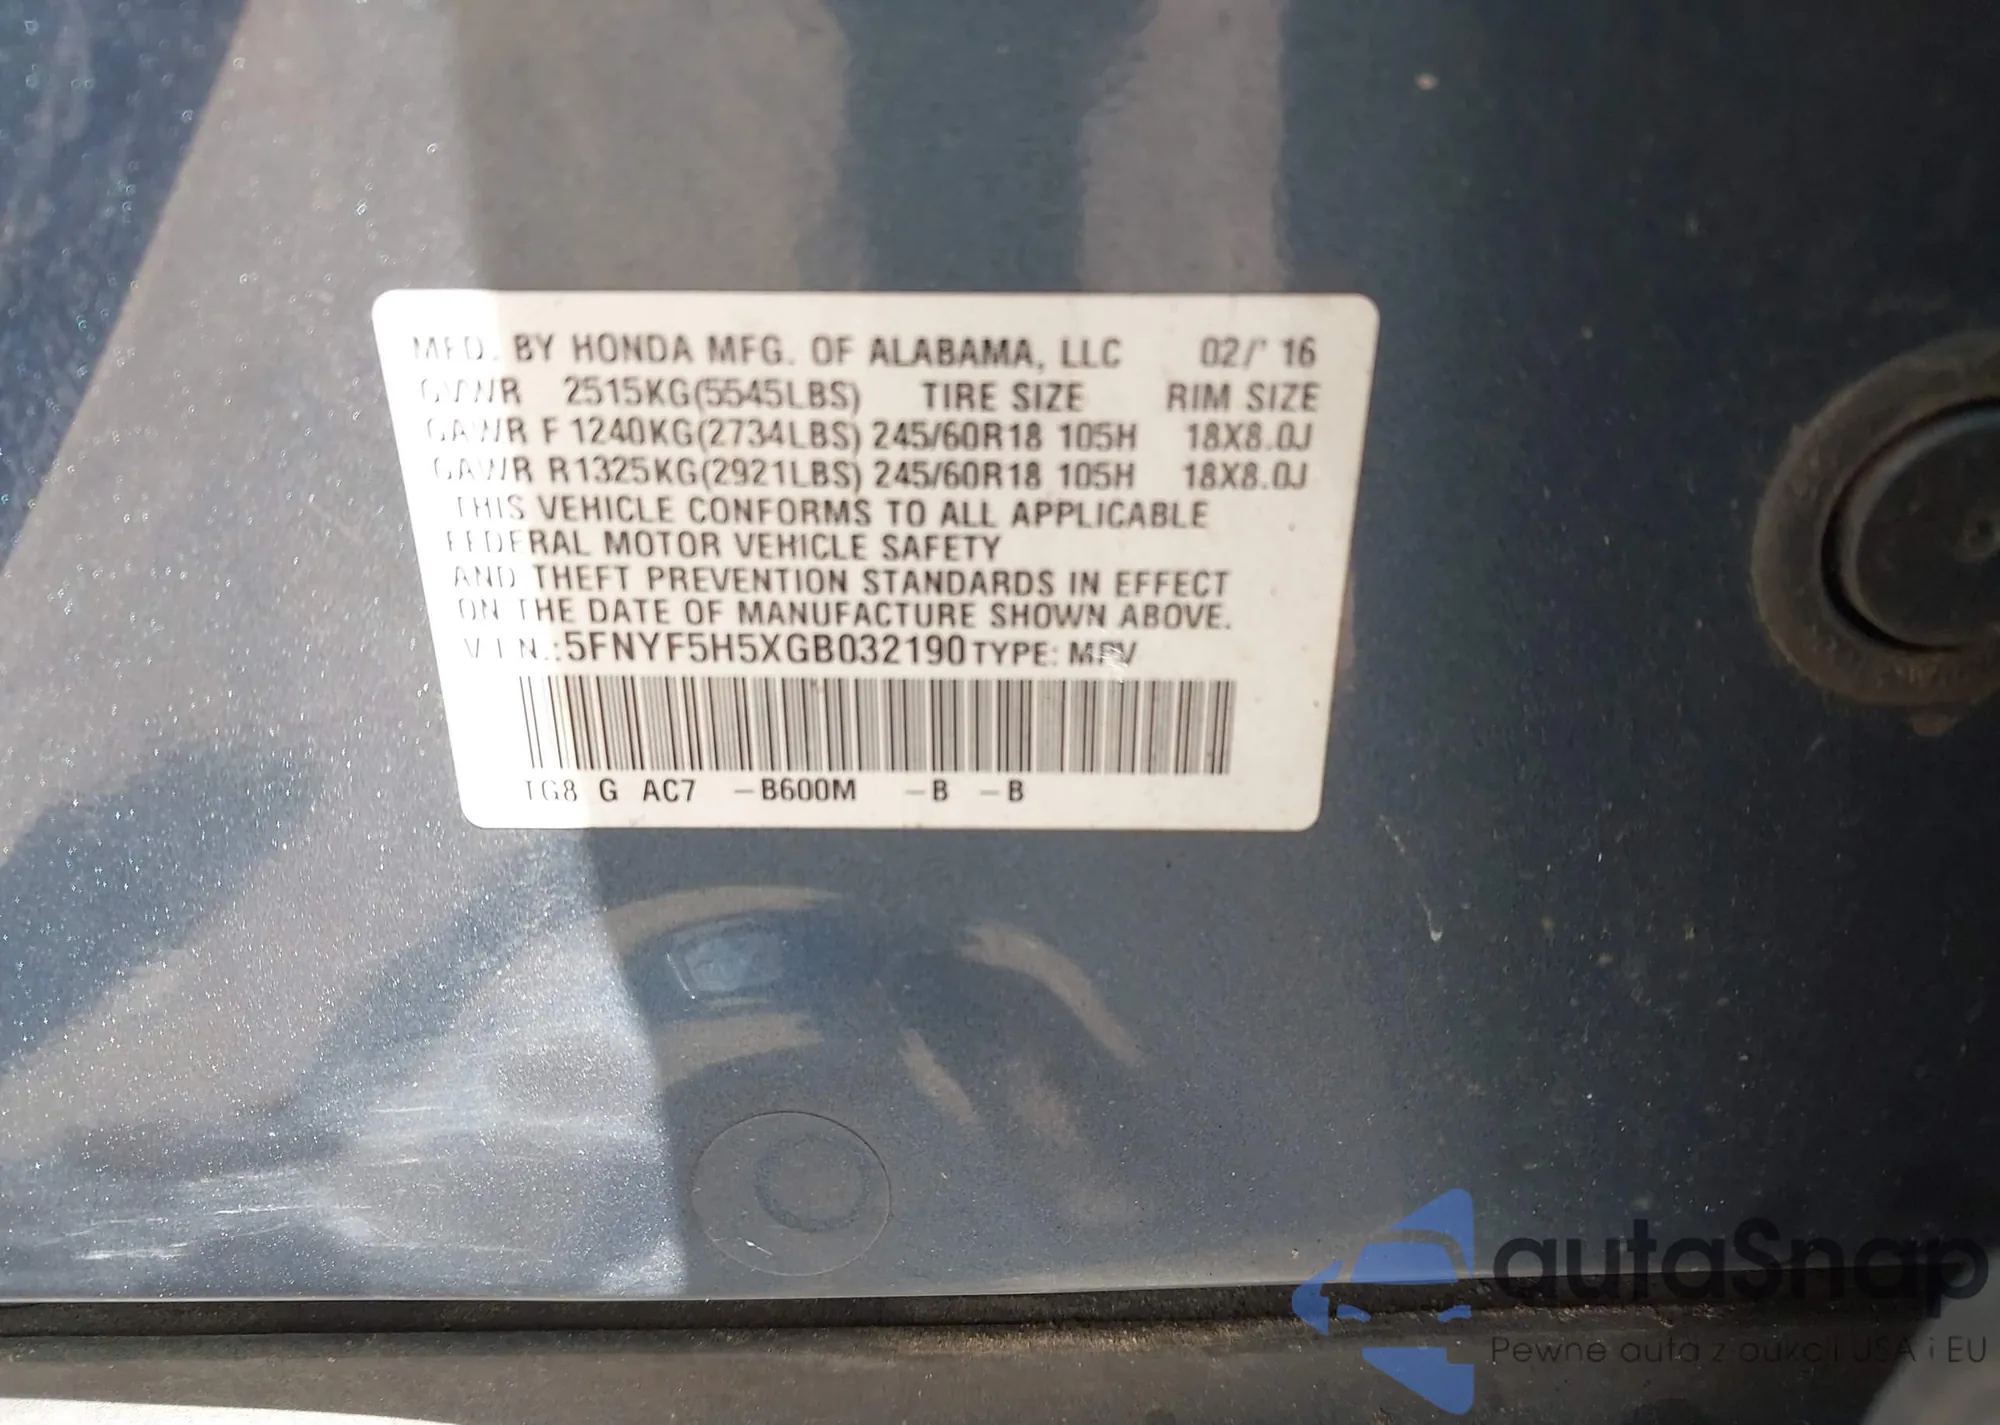 MFD. BY HONDA MFG. OF ALABAMA, LLC 02/'16
GVWR 2515KG(5545LBS) TIRE SIZE RIM SIZE
GAWR F 1240KG(2734LBS) 245/60R18 105H 18X8.0J
GAWR R1325KG(2921LBS) 245/60R18 105H 18X8.0J
THIS VEHICLE CONFORMS TO ALL APPLICABLE
FEDERAL MOTOR VEHICLE SAFETY
AND THEFT PREVENTION STANDARDS IN EFFECT
ON THE DATE OF MANUFACTURE SHOWN ABOVE.
V I N.:5FNYF5H5XGB032190 TYPE: MPV
TG8 G AC7 -B600M -B -B
autaSnap
Pewne auta z aukcji USA i EU